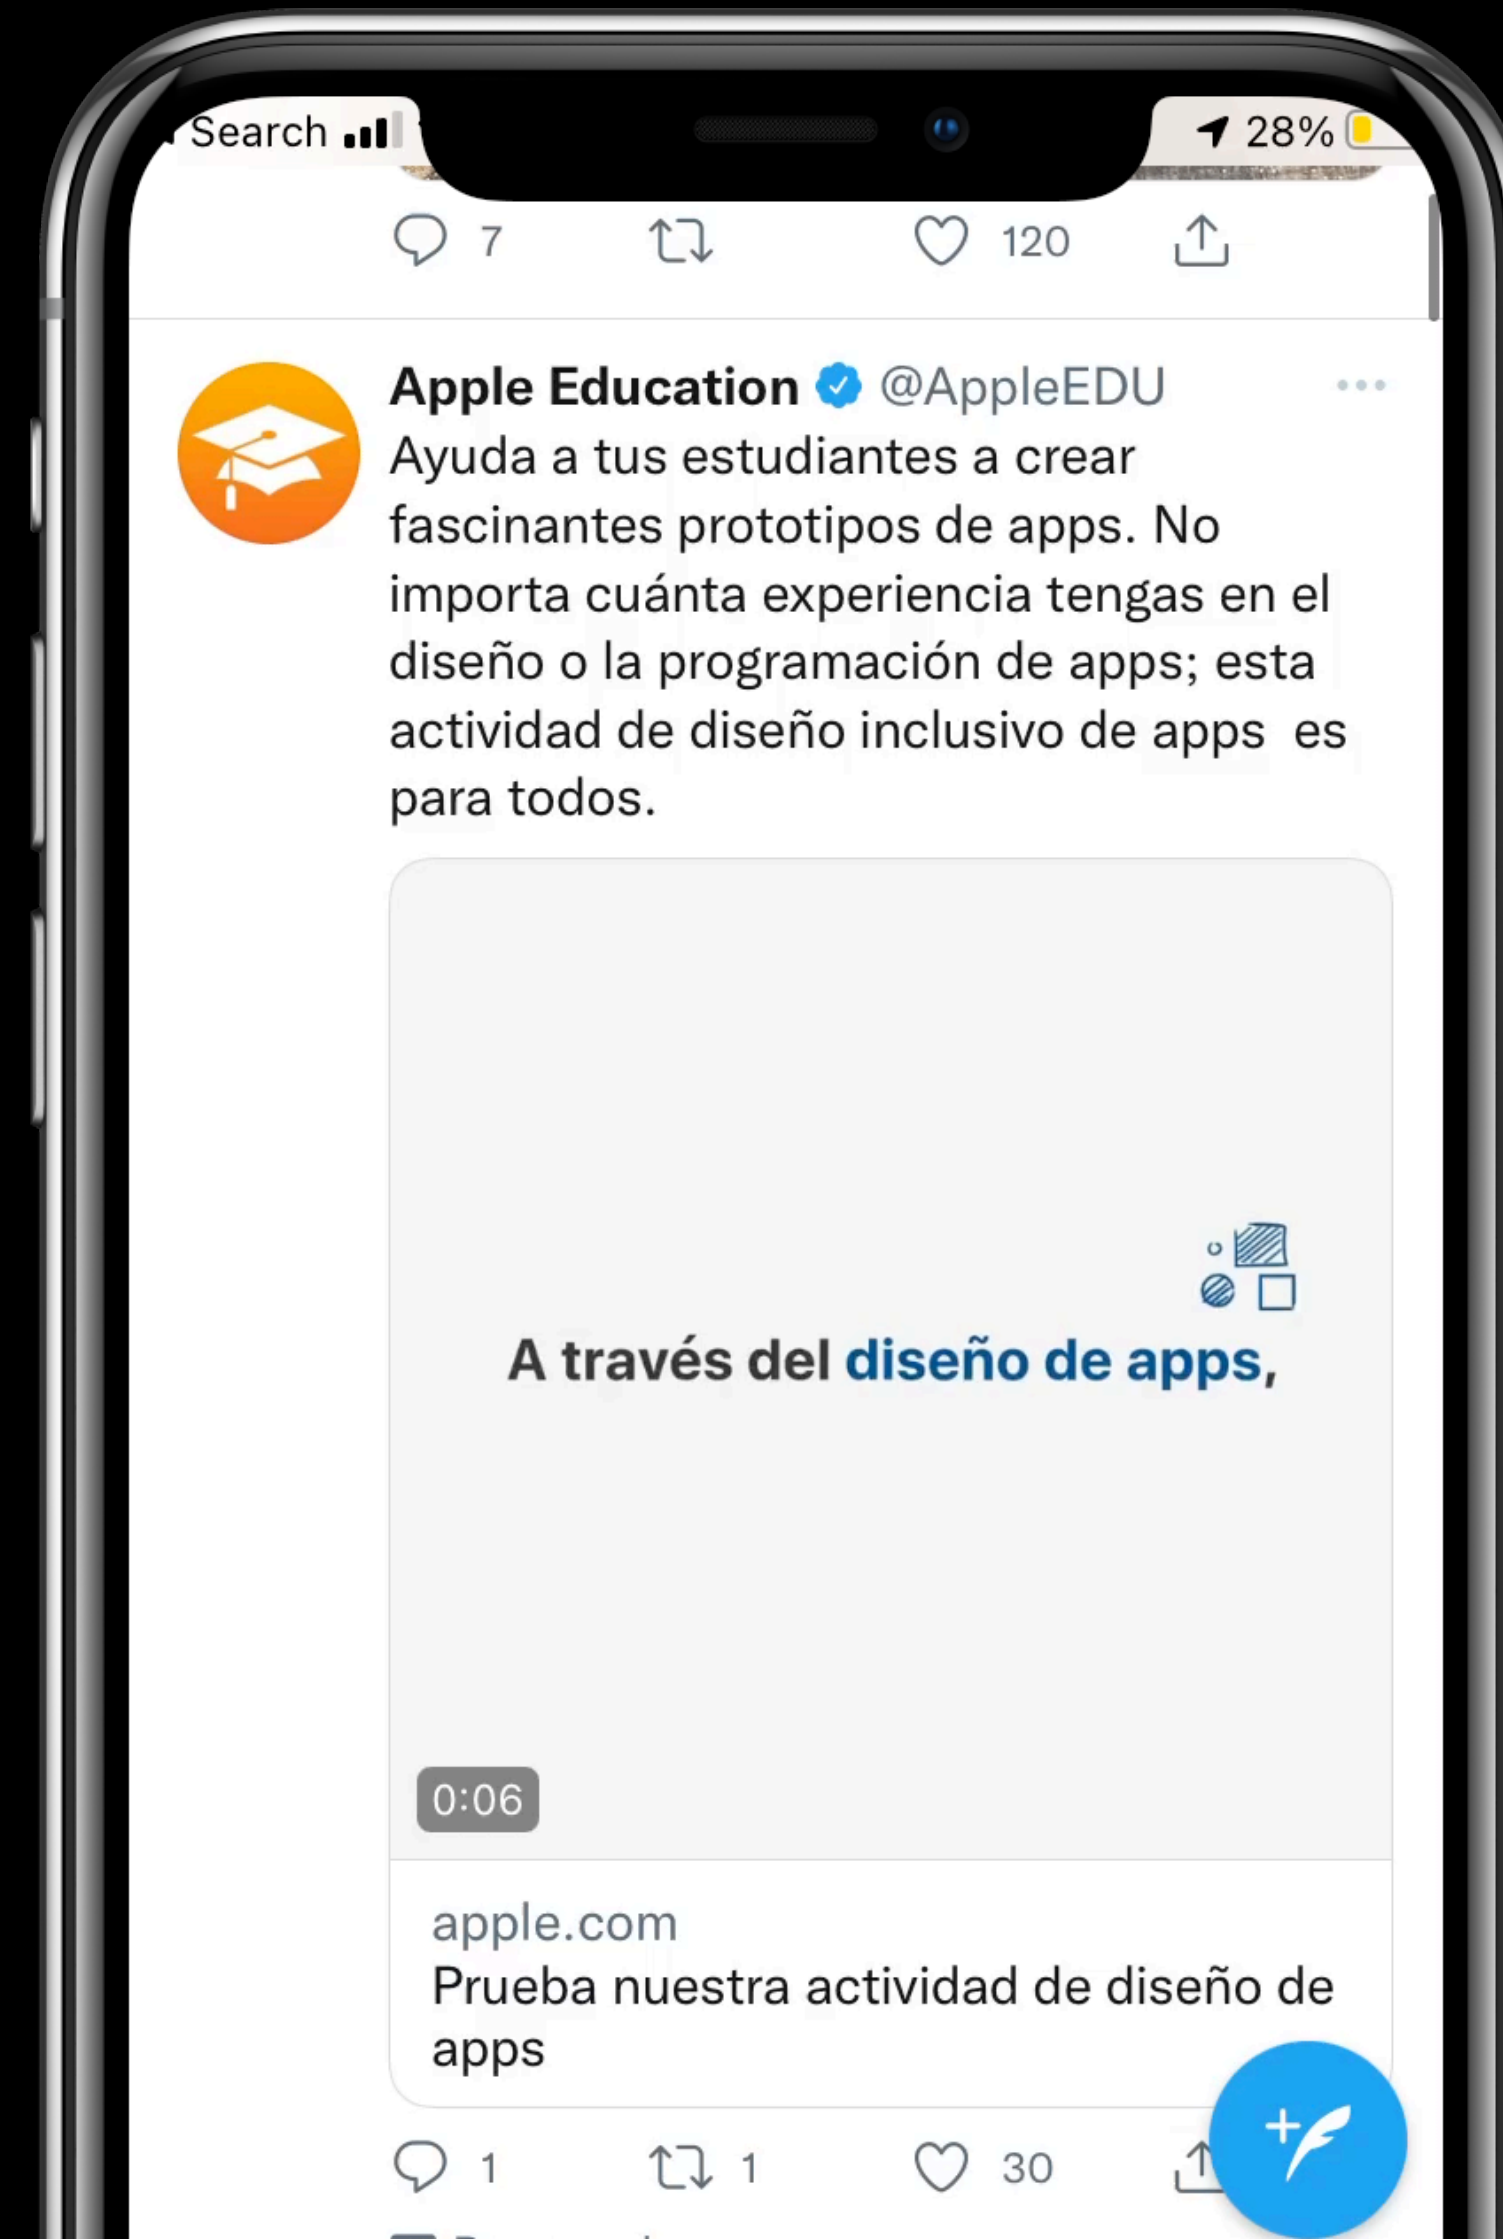 Search
28%
7 120
Apple Education @AppleEDU
Ayuda a tus estudiantes a crear
fascinantes prototipos de apps. No
importa cuánta experiencia tengas en el
diseño o la programación de apps; esta
actividad de diseño inclusivo de apps es
para todos.
A través del diseño de apps,
0:06
apple.com
Prueba nuestra actividad de diseño de
apps
1 1 30